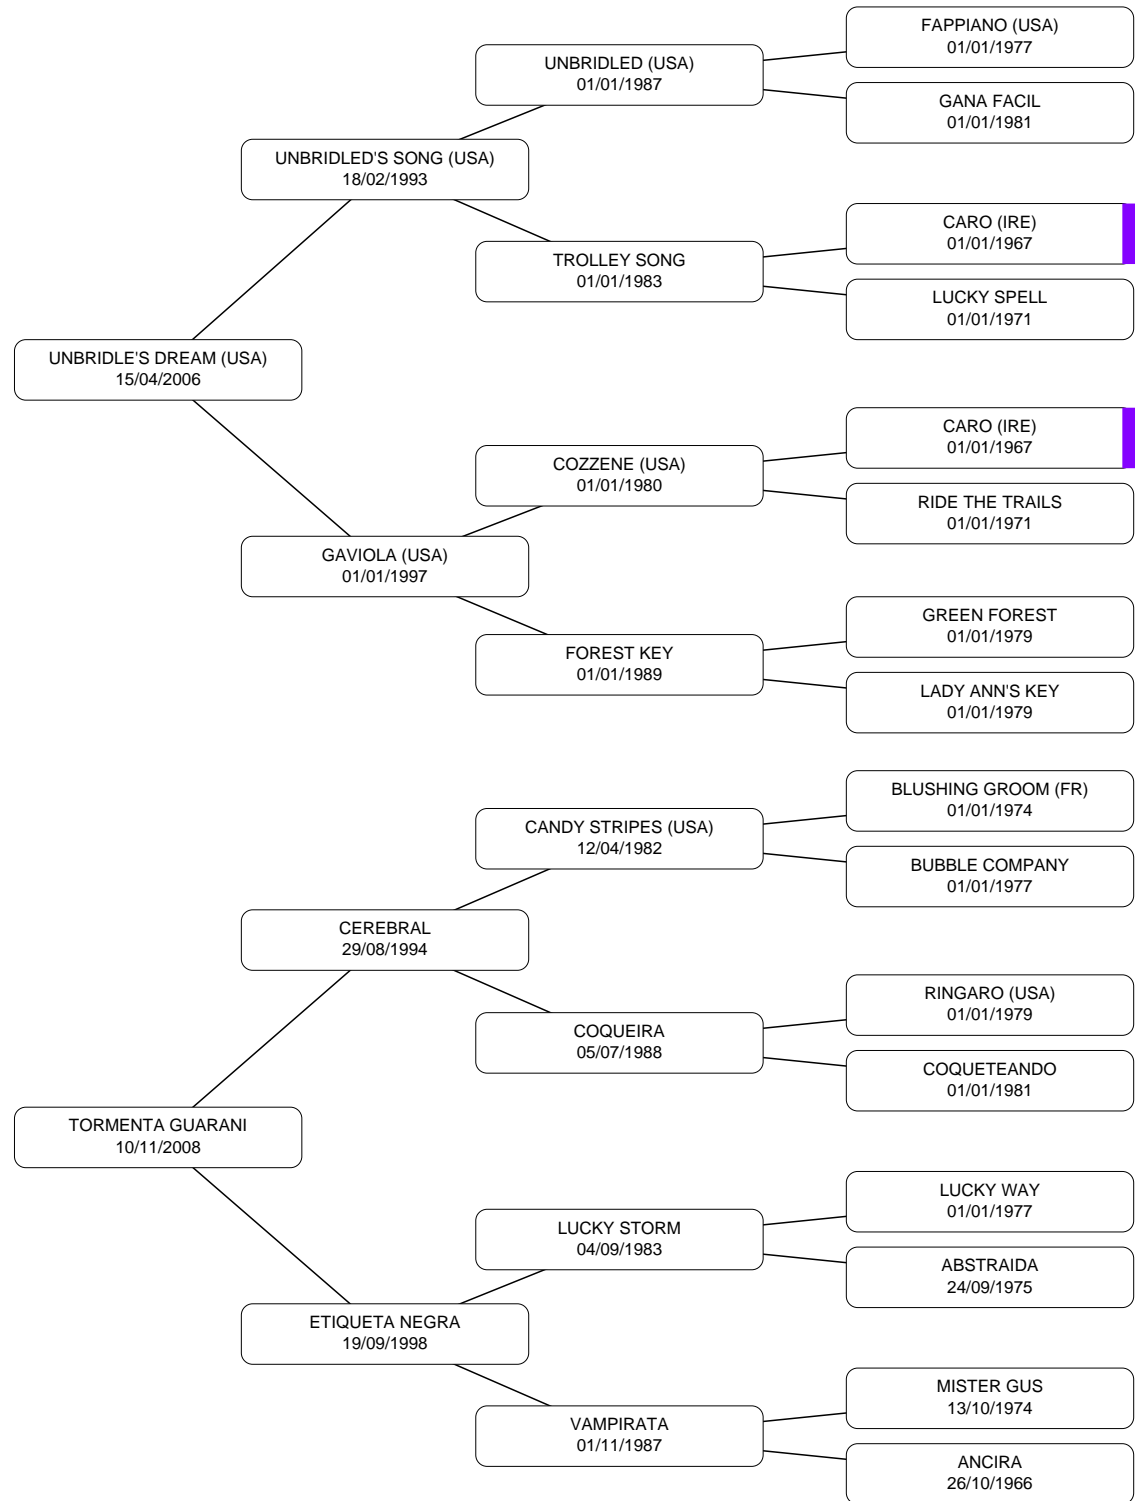 FAPPIANO (USA)
01/01/1977
UNBRIDLED (USA)
01/01/1987
GANA FACIL
01/01/1981
UNBRIDLED'S SONG (USA)
18/02/1993
CARO (IRE)
01/01/1967
TROLLEY SONG
01/01/1983
LUCKY SPELL
01/01/1971
UNBRIDLE'S DREAM (USA)
15/04/2006
CARO (IRE)
01/01/1967
COZZENE (USA)
01/01/1980
RIDE THE TRAILS
01/01/1971
GAVIOLA (USA)
01/01/1997
GREEN FOREST
01/01/1979
FOREST KEY
01/01/1989
LADY ANN'S KEY
01/01/1979
BLUSHING GROOM (FR)
01/01/1974
CANDY STRIPES (USA)
12/04/1982
BUBBLE COMPANY
01/01/1977
CEREBRAL
29/08/1994
RINGARO (USA)
01/01/1979
COQUEIRA
05/07/1988
COQUETEANDO
01/01/1981
TORMENTA GUARANI
10/11/2008
LUCKY WAY
01/01/1977
LUCKY STORM
04/09/1983
ABSTRAIDA
24/09/1975
ETIQUETA NEGRA
19/09/1998
MISTER GUS
13/10/1974
VAMPIRATA
01/11/1987
ANCIRA
26/10/1966